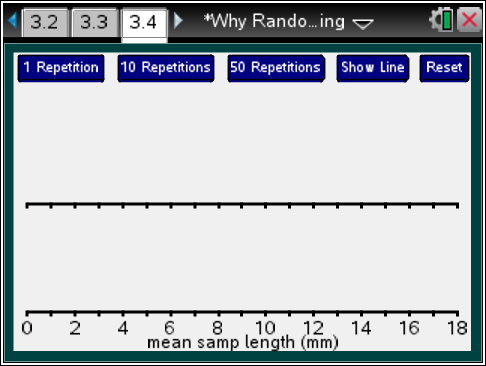 3.2 3.3 3.4 *Why Rando...ing
1 Repetition 10 Repetitions 50 Repetitions Show Line Reset
0 2 4 6 8 10 12 14 16 18
mean samp length (mm)